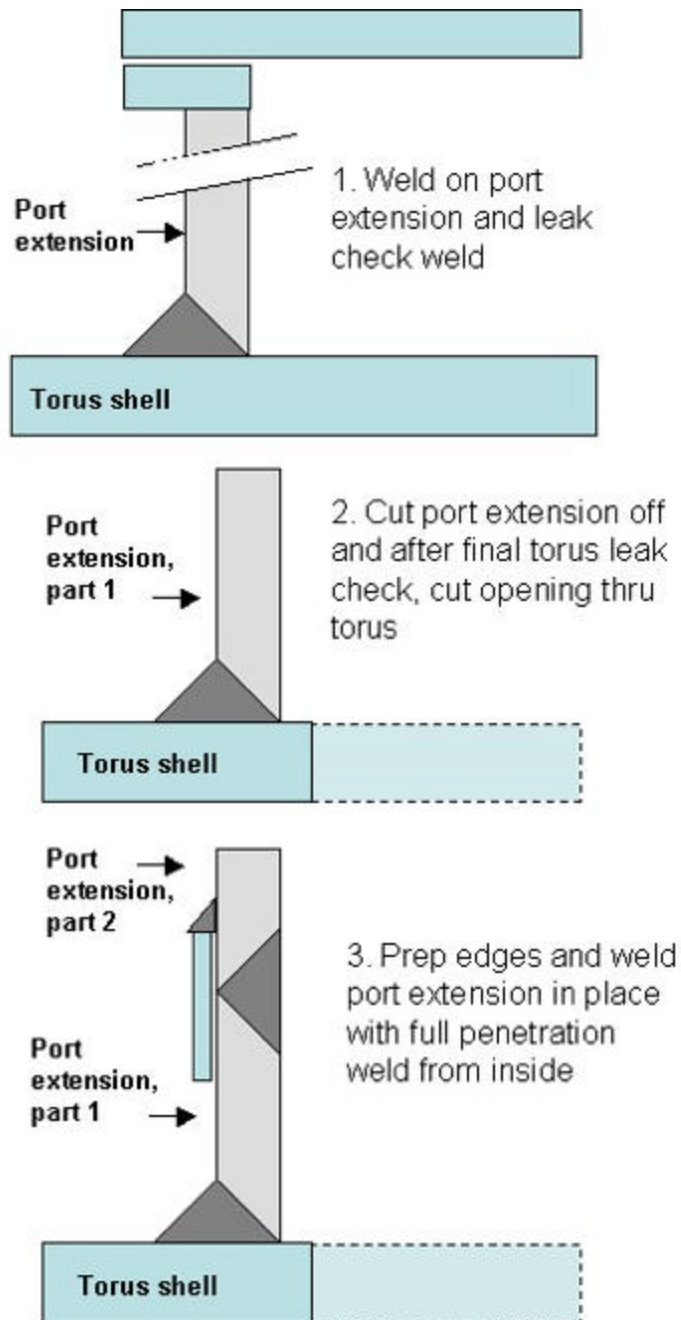 1. Weld on port
extension and leak
check weld
Port
extension
Torus shell
2. Cut port extension off
and after final torus leak
check, cut opening thru
torus
Port
extension,
part 1
Torus shell
Port
extension,
part 2
3. Prep edges and weld
port extension in place
with full penetration
weld from inside
Port
extension,
part 1
Torus shell